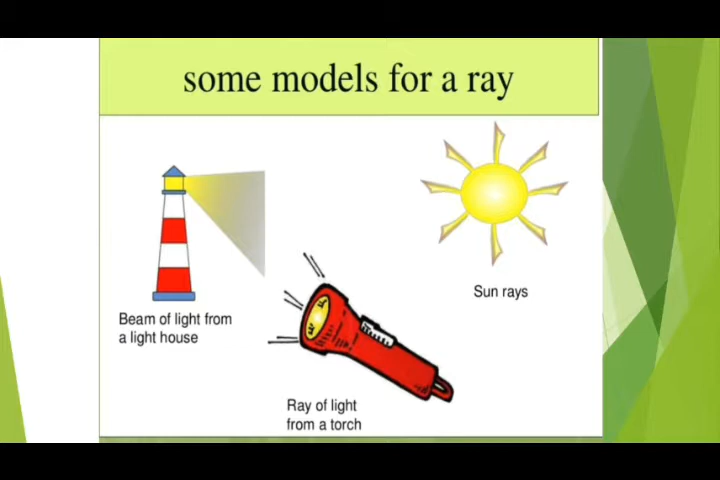 some models for a ray
Beam of light from
a light house
Sun rays
Ray of light
from a torch